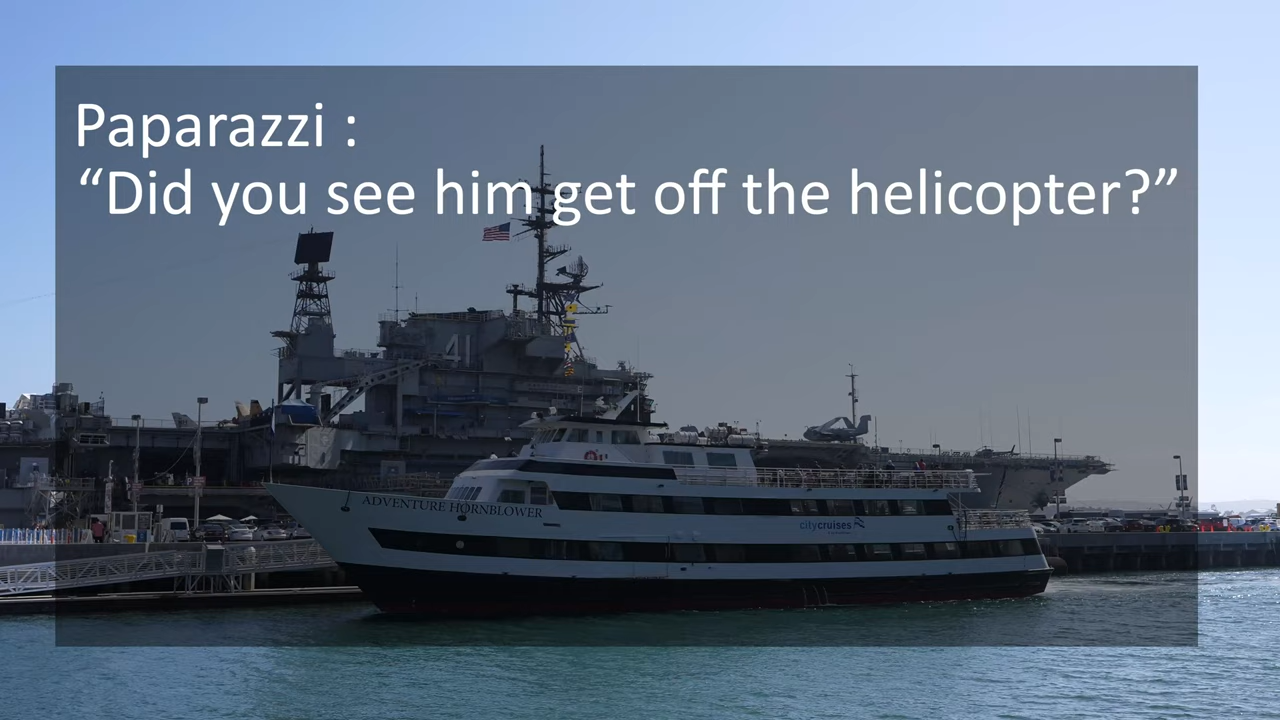 Paparazzi :
“Did you see him get off the helicopter?”
41
ADVENTURE HORNBLOWER
citycruises